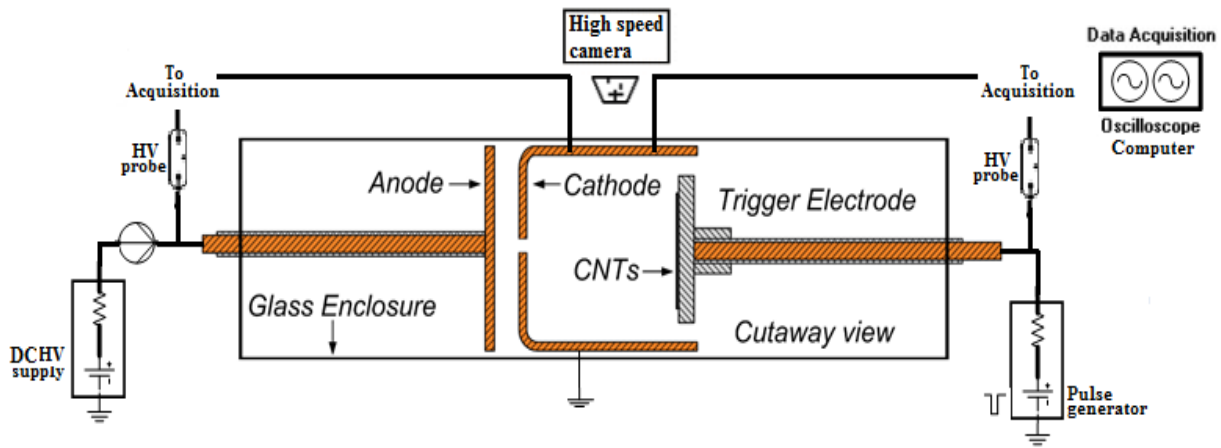 High speed
camera
Data Acquisition
To
Acquisition
To
Acquisition
Oscilloscope
Computer
HV
probe
HV
probe
Anode
Cathode
Trigger Electrode
CNTs
Glass Enclosure
Cutaway view
DCHV
supply
Pulse
generator